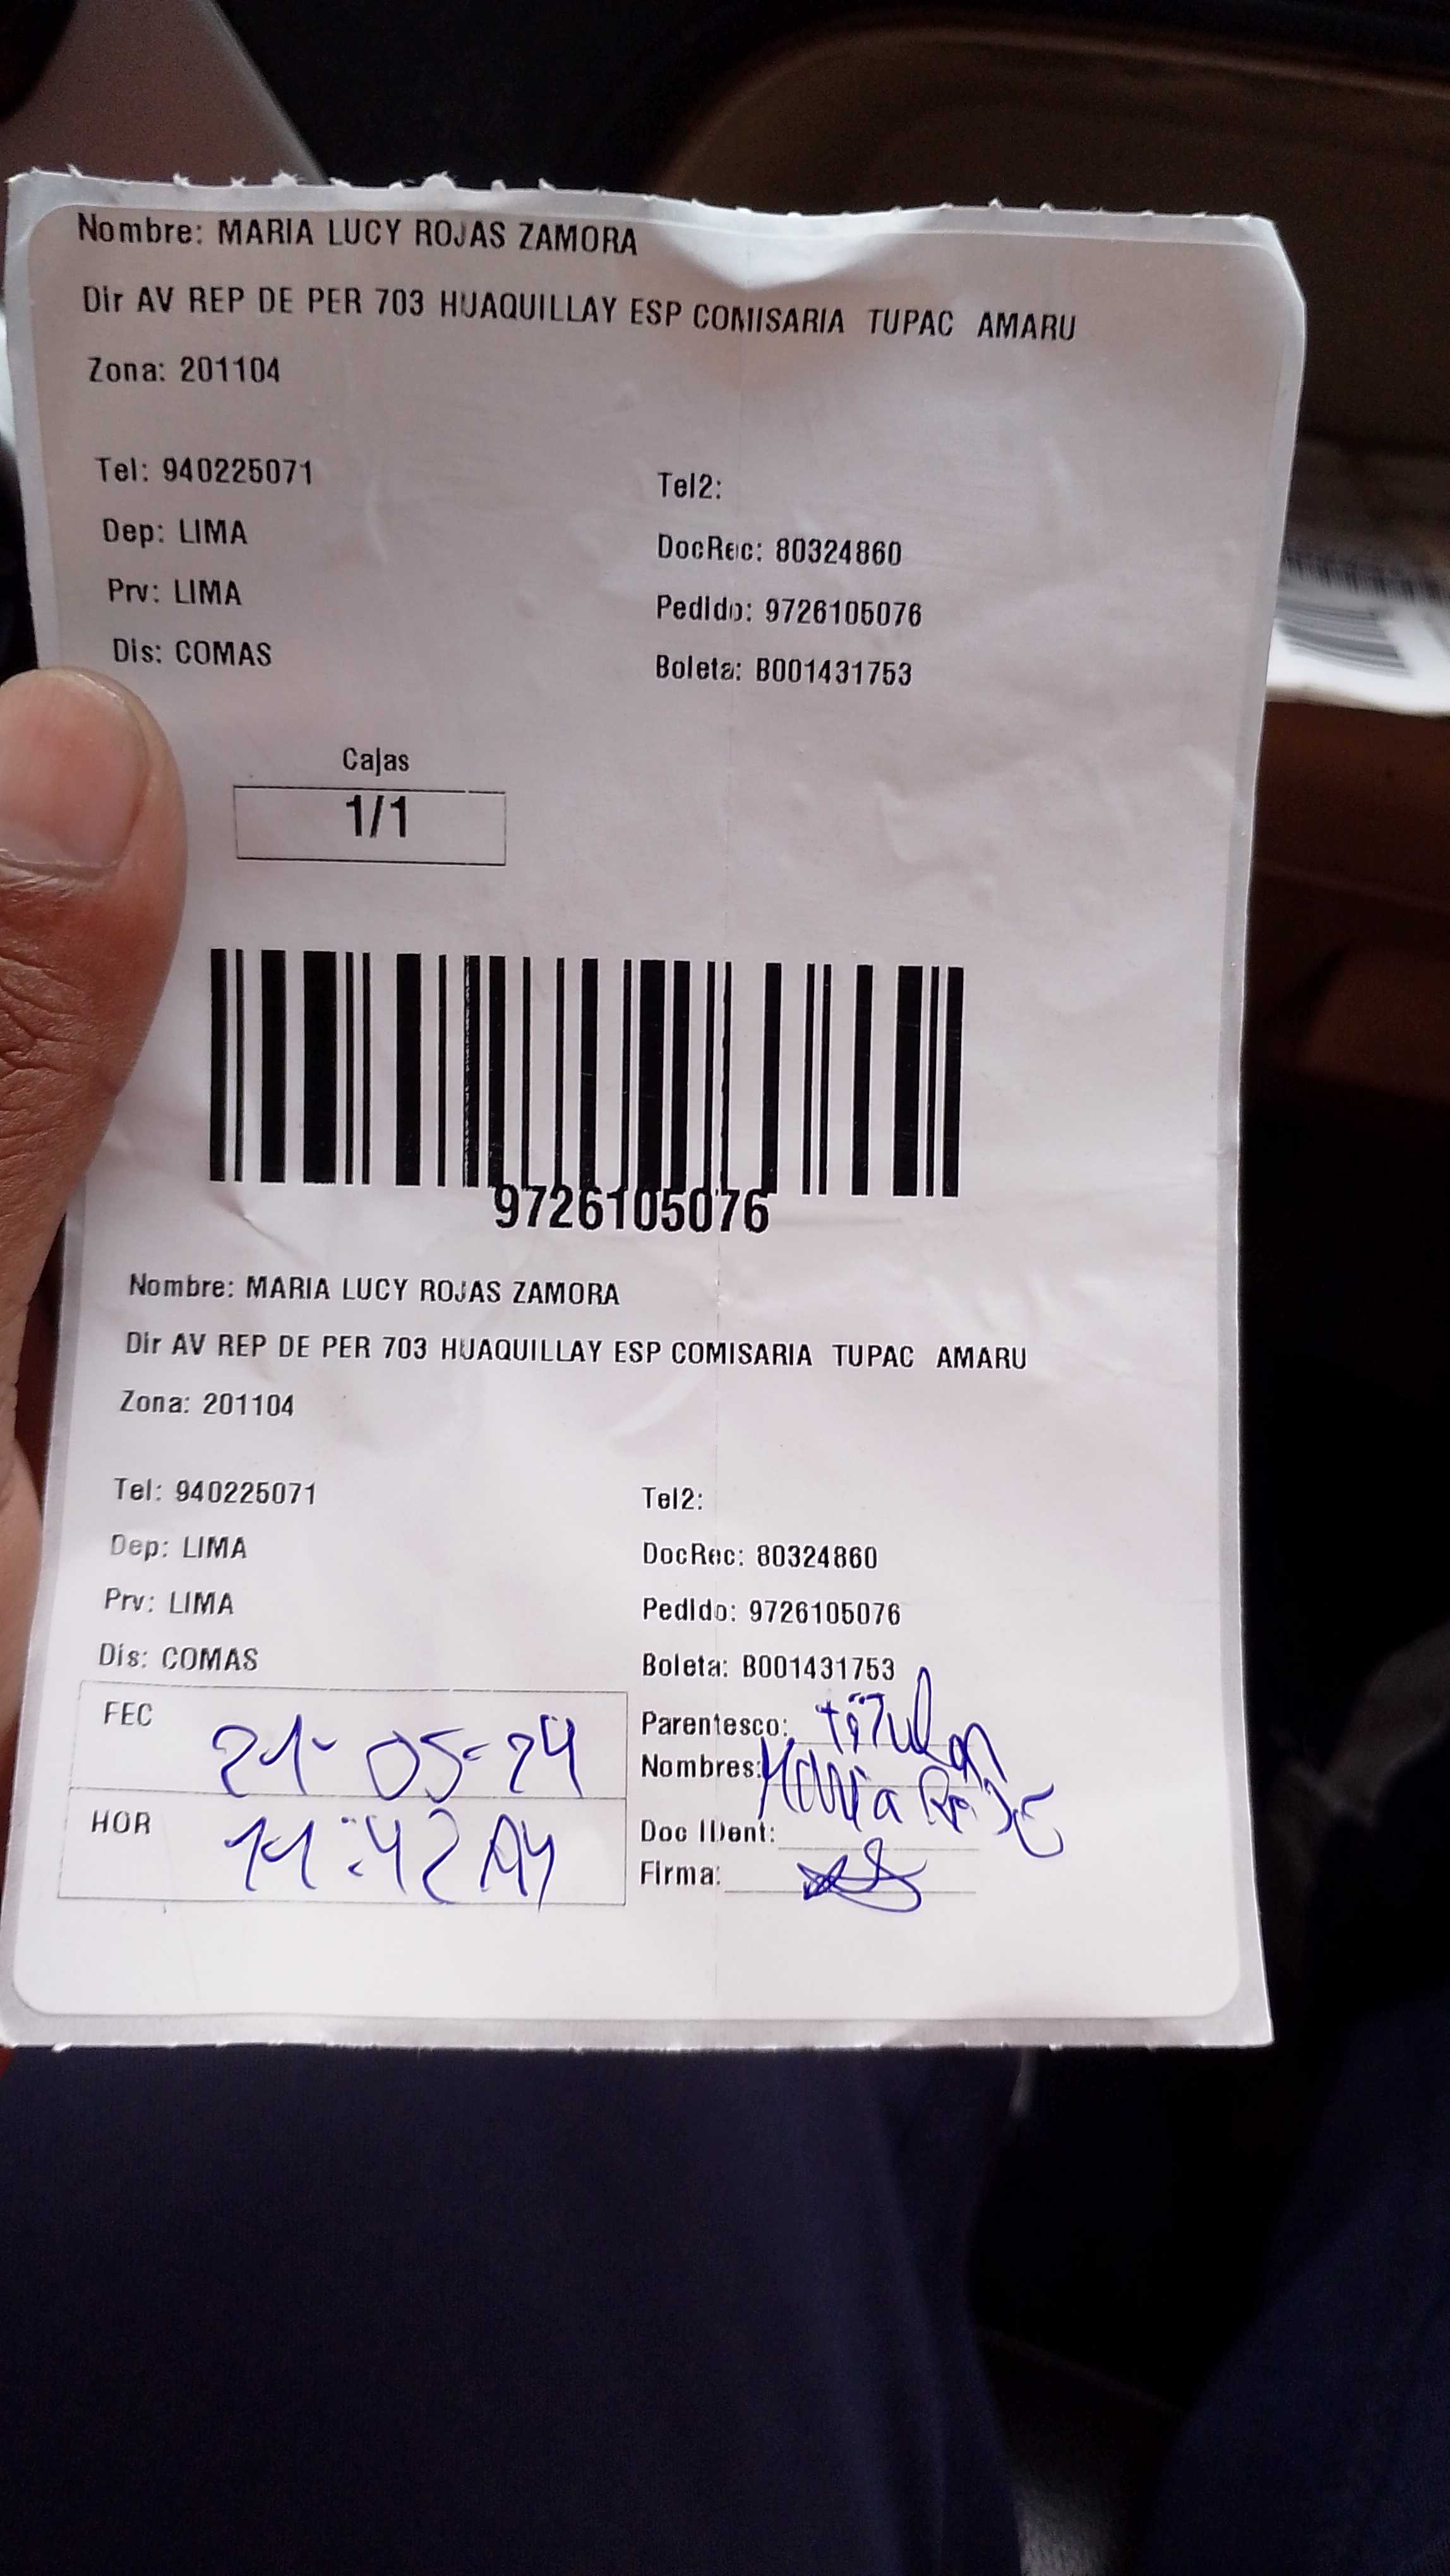 Nombre: MARIA LUCY ROJAS ZAMORA
Dir AV REP DE PER 703 HUAQUILLAY ESP COMISARIA TUPAC AMARU
Zona: 201104
Tel: 940225071 Tel2:
Dep: LIMA DocRec: 80324860
Prv: LIMA Pedido: 9726105076
Dis: COMAS Boleta: B001431753
Cajas
1/1
9726105076
Nombre: MARIA LUCY ROJAS ZAMORA
Dir AV REP DE PER 703 HUAQUILLAY ESP COMISARIA TUPAC AMARU
Zona: 201104
Tel: 940225071 Tel2:
Dep: LIMA DocRec: 80324860
Prv: LIMA Pedido: 9726105076
Dis: COMAS Boleta: B001431753
FEC 21-05-24 Parentesco: titular
Nombres: Maria
HOR 11:42 AM Doc IDent:
Firma: